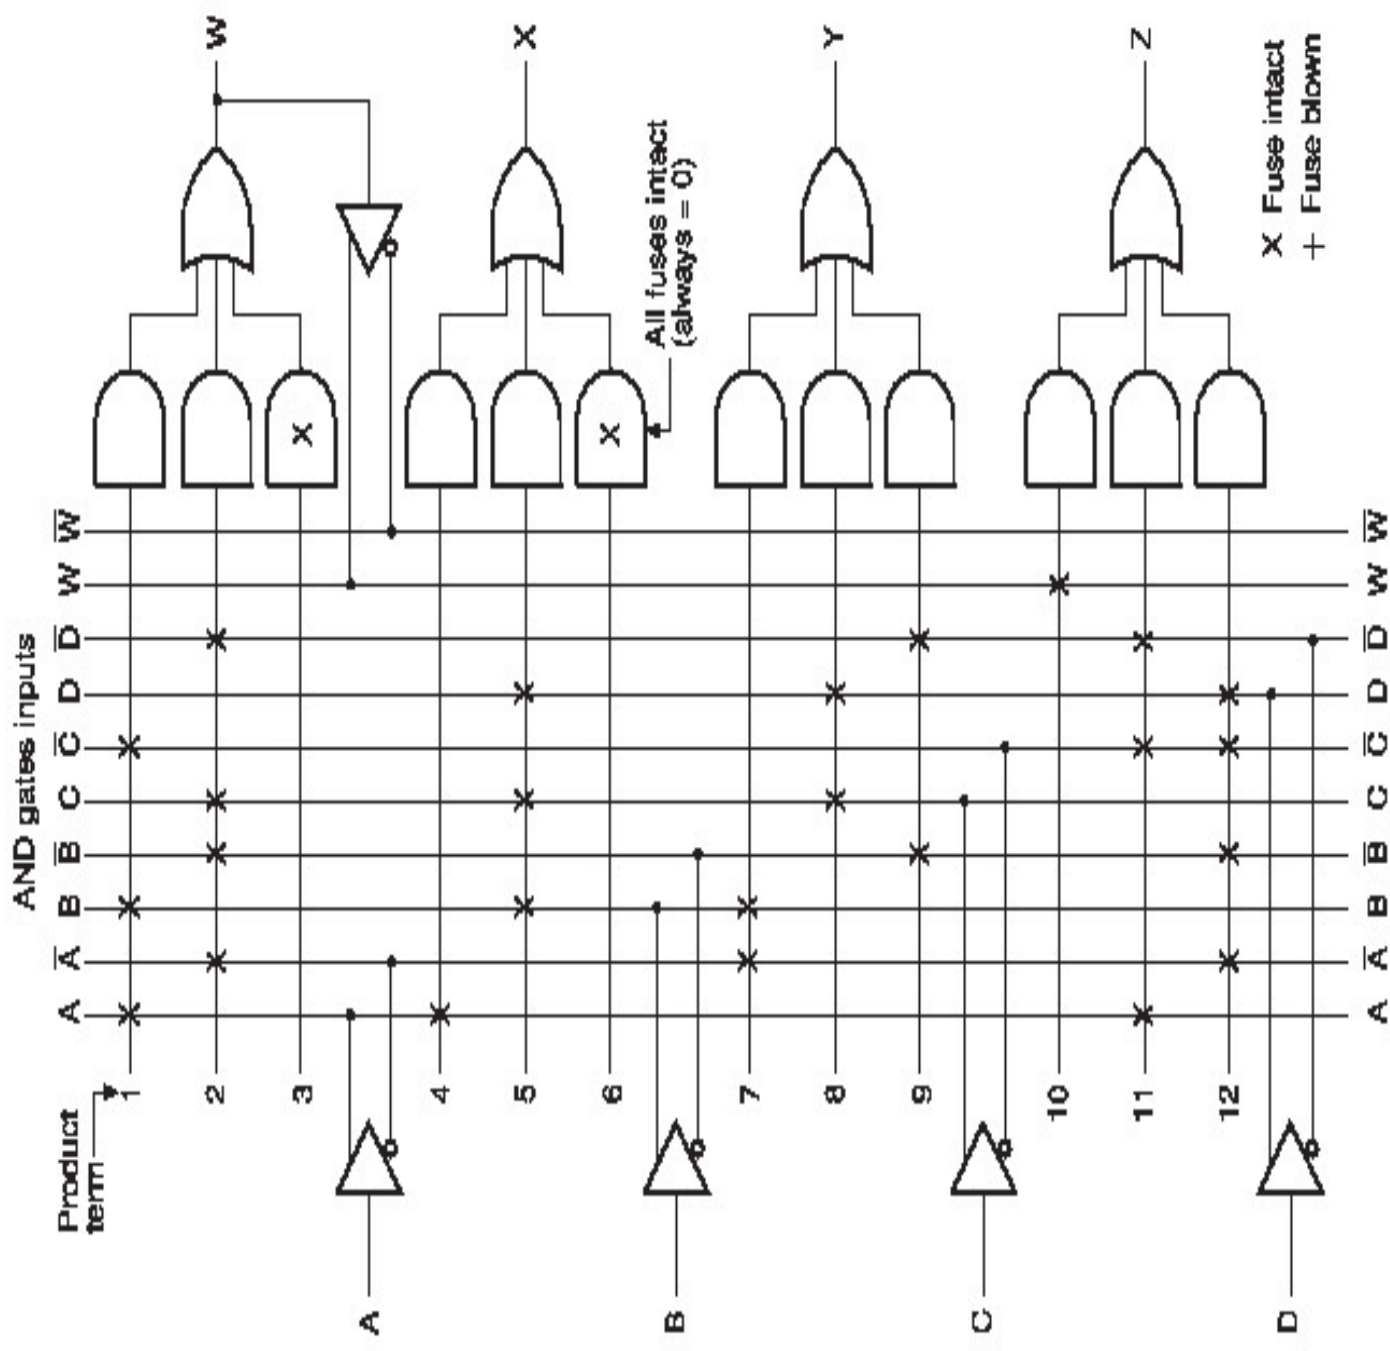 AND gates inputs
A A̅ B B̅ C C̅ D D̅ W W̅
Product
term
1
2
3
4
5
6
7
8
9
10
11
12
A
B
C
D
X
X
All fuses intact
(always = 0)
W
X
Y
Z
X Fuse intact
+ Fuse blown
A A̅ B B̅ C C̅ D D̅ W W̅